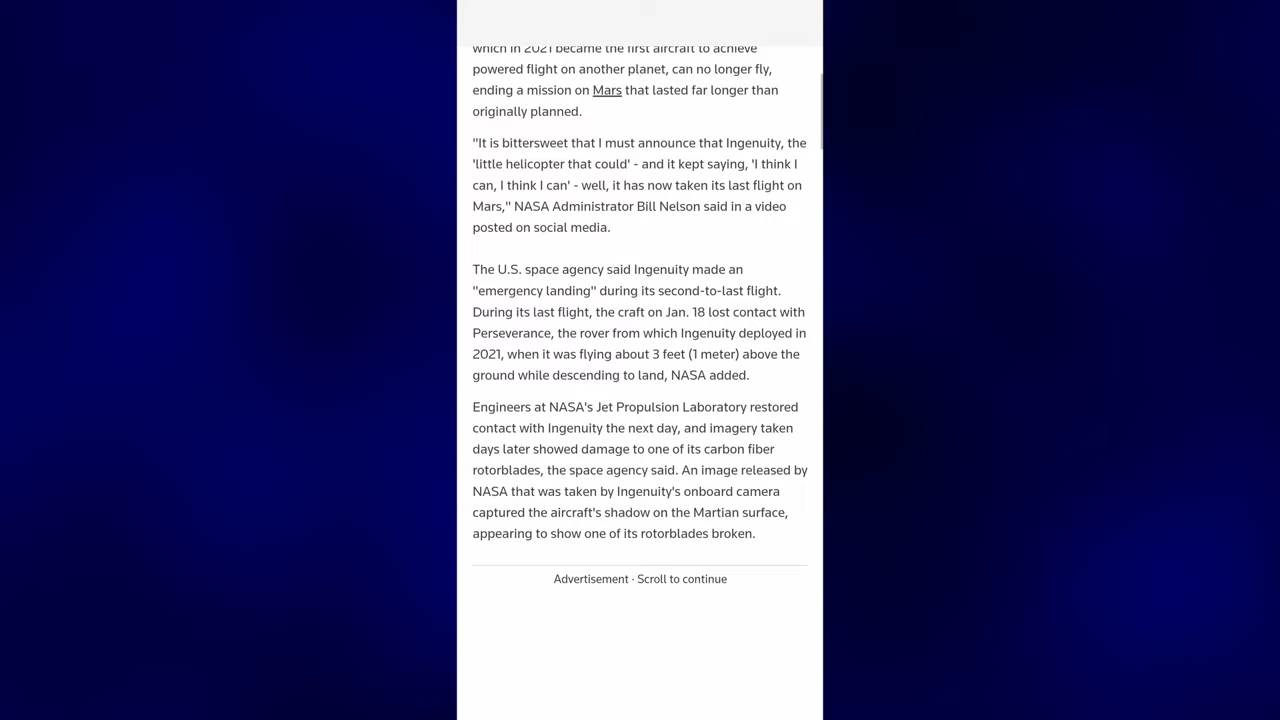 which in 2021 became the first aircraft to achieve
powered flight on another planet, can no longer fly,
ending a mission on Mars that lasted far longer than
originally planned.
"It is bittersweet that I must announce that Ingenuity, the
'little helicopter that could' - and it kept saying, 'I think I
can, I think I can' - well, it has now taken its last flight on
Mars," NASA Administrator Bill Nelson said in a video
posted on social media.
The U.S. space agency said Ingenuity made an
"emergency landing" during its second-to-last flight.
During its last flight, the craft on Jan. 18 lost contact with
Perseverance, the rover from which Ingenuity deployed in
2021, when it was flying about 3 feet (1 meter) above the
ground while descending to land, NASA added.
Engineers at NASA's Jet Propulsion Laboratory restored
contact with Ingenuity the next day, and imagery taken
days later showed damage to one of its carbon fiber
rotorblades, the space agency said. An image released by
NASA that was taken by Ingenuity's onboard camera
captured the aircraft's shadow on the Martian surface,
appearing to show one of its rotorblades broken.
Advertisement · Scroll to continue